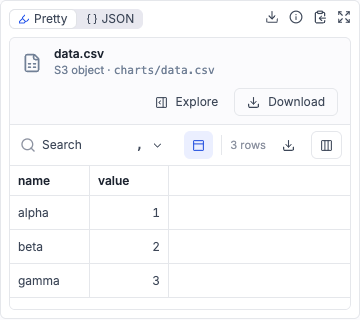 Pretty { } JSON
data.csv
S3 object · charts/data.csv
Explore Download
Search , 3 rows
name value
alpha 1
beta 2
gamma 3